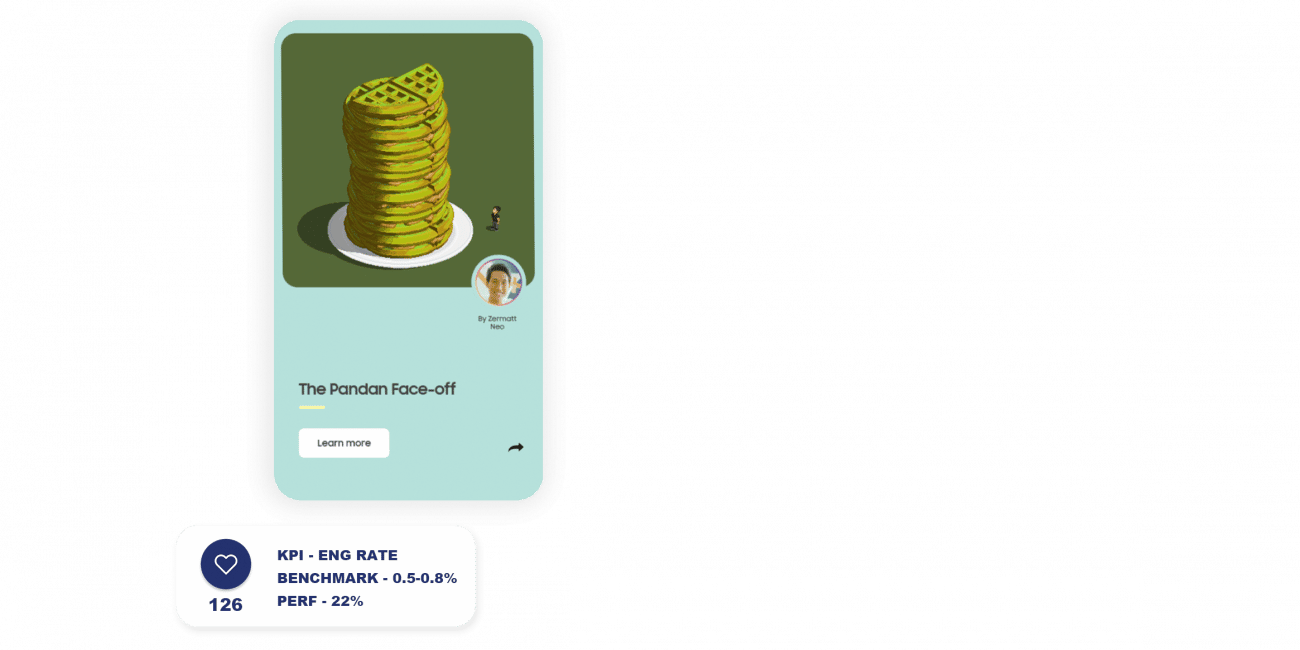 By Zermatt
Neo
The Pandan Face-off
Learn more
126
KPI - ENG RATE
BENCHMARK - 0.5-0.8%
PERF - 22%